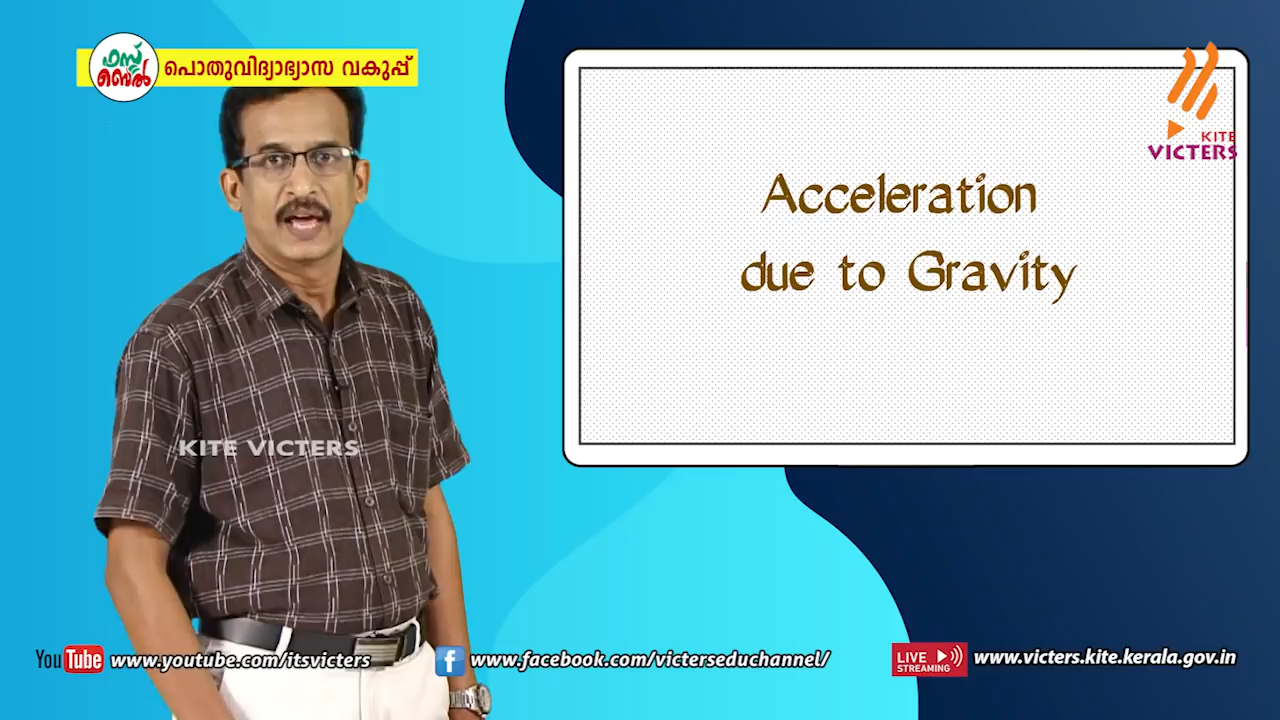 ഫസ്റ്റ്
ബെൽ
പൊതുവിദ്യാഭ്യാസ വകുപ്പ്
KITE
VICTERS
Acceleration
due to Gravity
KITE VICTERS
YouTube www.youtube.com/itsvicters
f www.facebook.com/victerseduchannel/
LIVE
STREAMING
www.victers.kite.kerala.gov.in